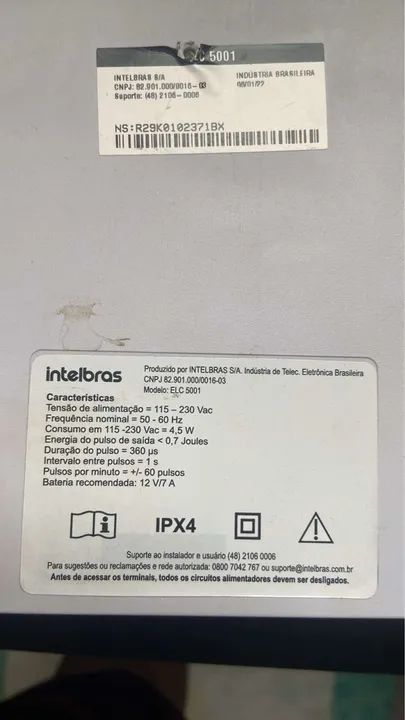 ELC 5001
INTELBRAS S/A
CNPJ: 82.901.000/0016-03
Suporte: (48) 2106-0006
INDÚSTRIA BRASILEIRA
06/01/22
NS:R29K0102371BX
intelbras
Produzido por INTELBRAS S/A. Indústria de Telec. Eletrônica Brasileira
CNPJ 82.901.000/0016-03
Modelo: ELC 5001
Características
Tensão de alimentação = 115 – 230 Vac
Frequência nominal = 50 - 60 Hz
Consumo em 115 -230 Vac = 4,5 W
Energia do pulso de saída < 0,7 Joules
Duração do pulso = 360 µs
Intervalo entre pulsos = 1 s
Pulsos por minuto = +/- 60 pulsos
Bateria recomendada: 12 V/7 A
IPX4
Suporte ao instalador e usuário (48) 2106 0006
Para sugestões ou reclamações e rede autorizada: 0800 7042 767 ou suporte@intelbras.com.br
Antes de acessar os terminais, todos os circuitos alimentadores devem ser desligados.